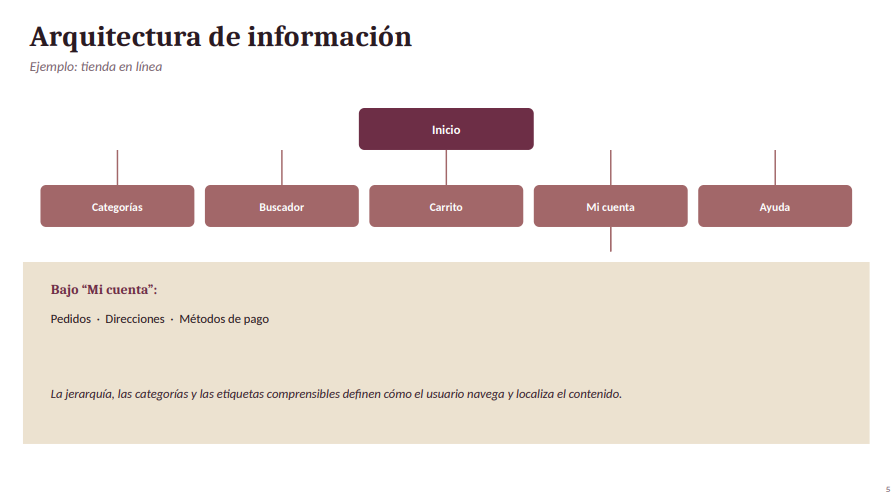 Arquitectura de información
Ejemplo: tienda en línea
Inicio
Categorías
Buscador
Carrito
Mi cuenta
Ayuda
Bajo “Mi cuenta”:
Pedidos · Direcciones · Métodos de pago
La jerarquía, las categorías y las etiquetas comprensibles definen cómo el usuario navega y localiza el contenido.
5